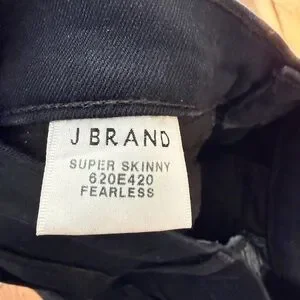 J BRAND
SUPER SKINNY
620E420
FEARLESS